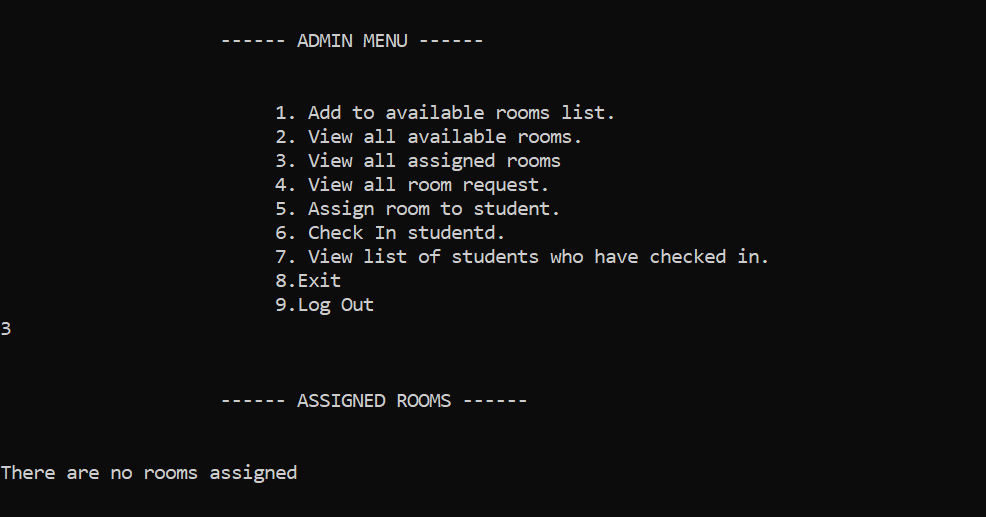 ------ ADMIN MENU ------
1. Add to available rooms list.
2. View all available rooms.
3. View all assigned rooms
4. View all room request.
5. Assign room to student.
6. Check In studentd.
7. View list of students who have checked in.
8.Exit
9.Log Out
3
------ ASSIGNED ROOMS ------
There are no rooms assigned